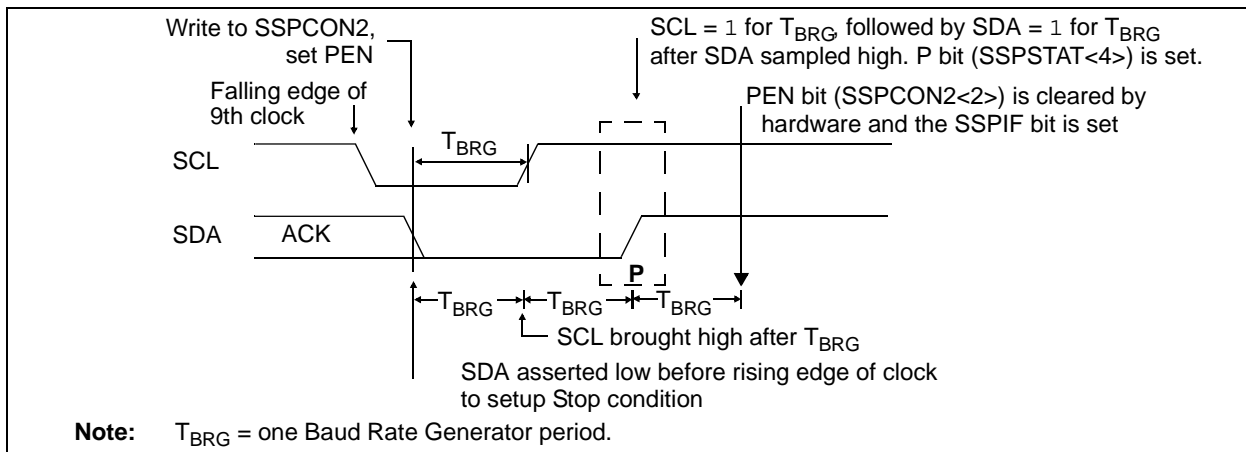 Write to SSPCON2,
set PEN
SCL = 1 for TBRG, followed by SDA = 1 for TBRG
after SDA sampled high. P bit (SSPSTAT<4>) is set.
Falling edge of
9th clock
PEN bit (SSPCON2<2>) is cleared by
hardware and the SSPIF bit is set
TBRG
SCL
SDA
ACK
P
TBRG
TBRG
TBRG
SCL brought high after TBRG
SDA asserted low before rising edge of clock
to setup Stop condition
Note: TBRG = one Baud Rate Generator period.